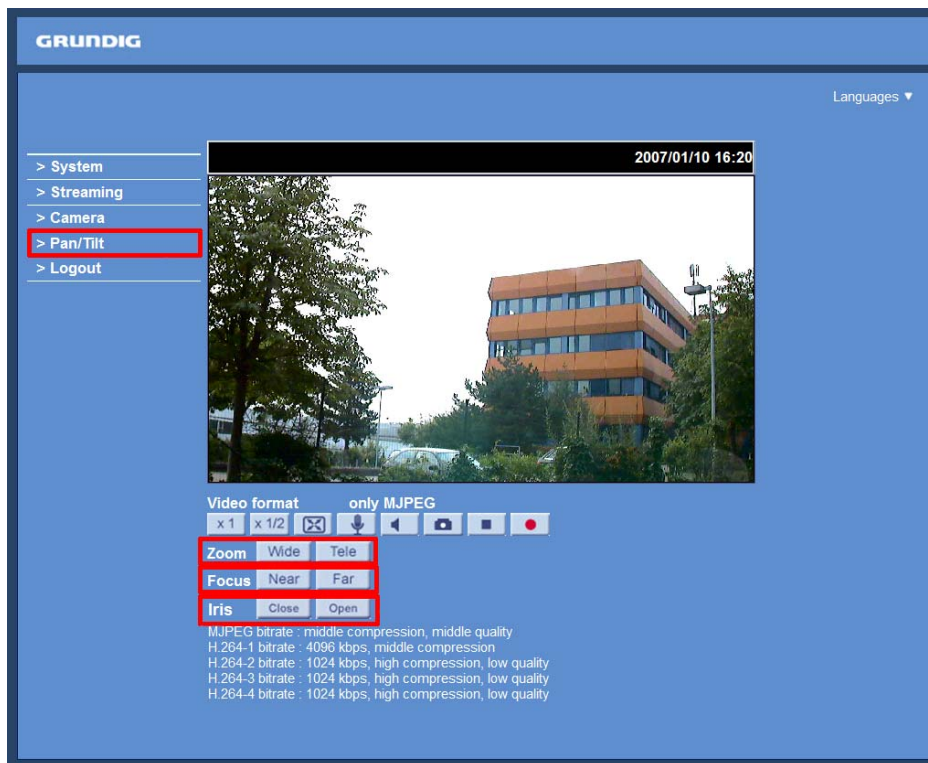 GRUNDIG
Languages ▼
> System
> Streaming
> Camera
> Pan/Tilt
> Logout
2007/01/10 16:20
Video format only MJPEG
x 1 x 1/2
Zoom Wide Tele
Focus Near Far
Iris Close Open
MJPEG bitrate : middle compression, middle quality
H.264-1 bitrate : 4096 kbps, middle compression
H.264-2 bitrate : 1024 kbps, high compression, low quality
H.264-3 bitrate : 1024 kbps, high compression, low quality
H.264-4 bitrate : 1024 kbps, high compression, low quality